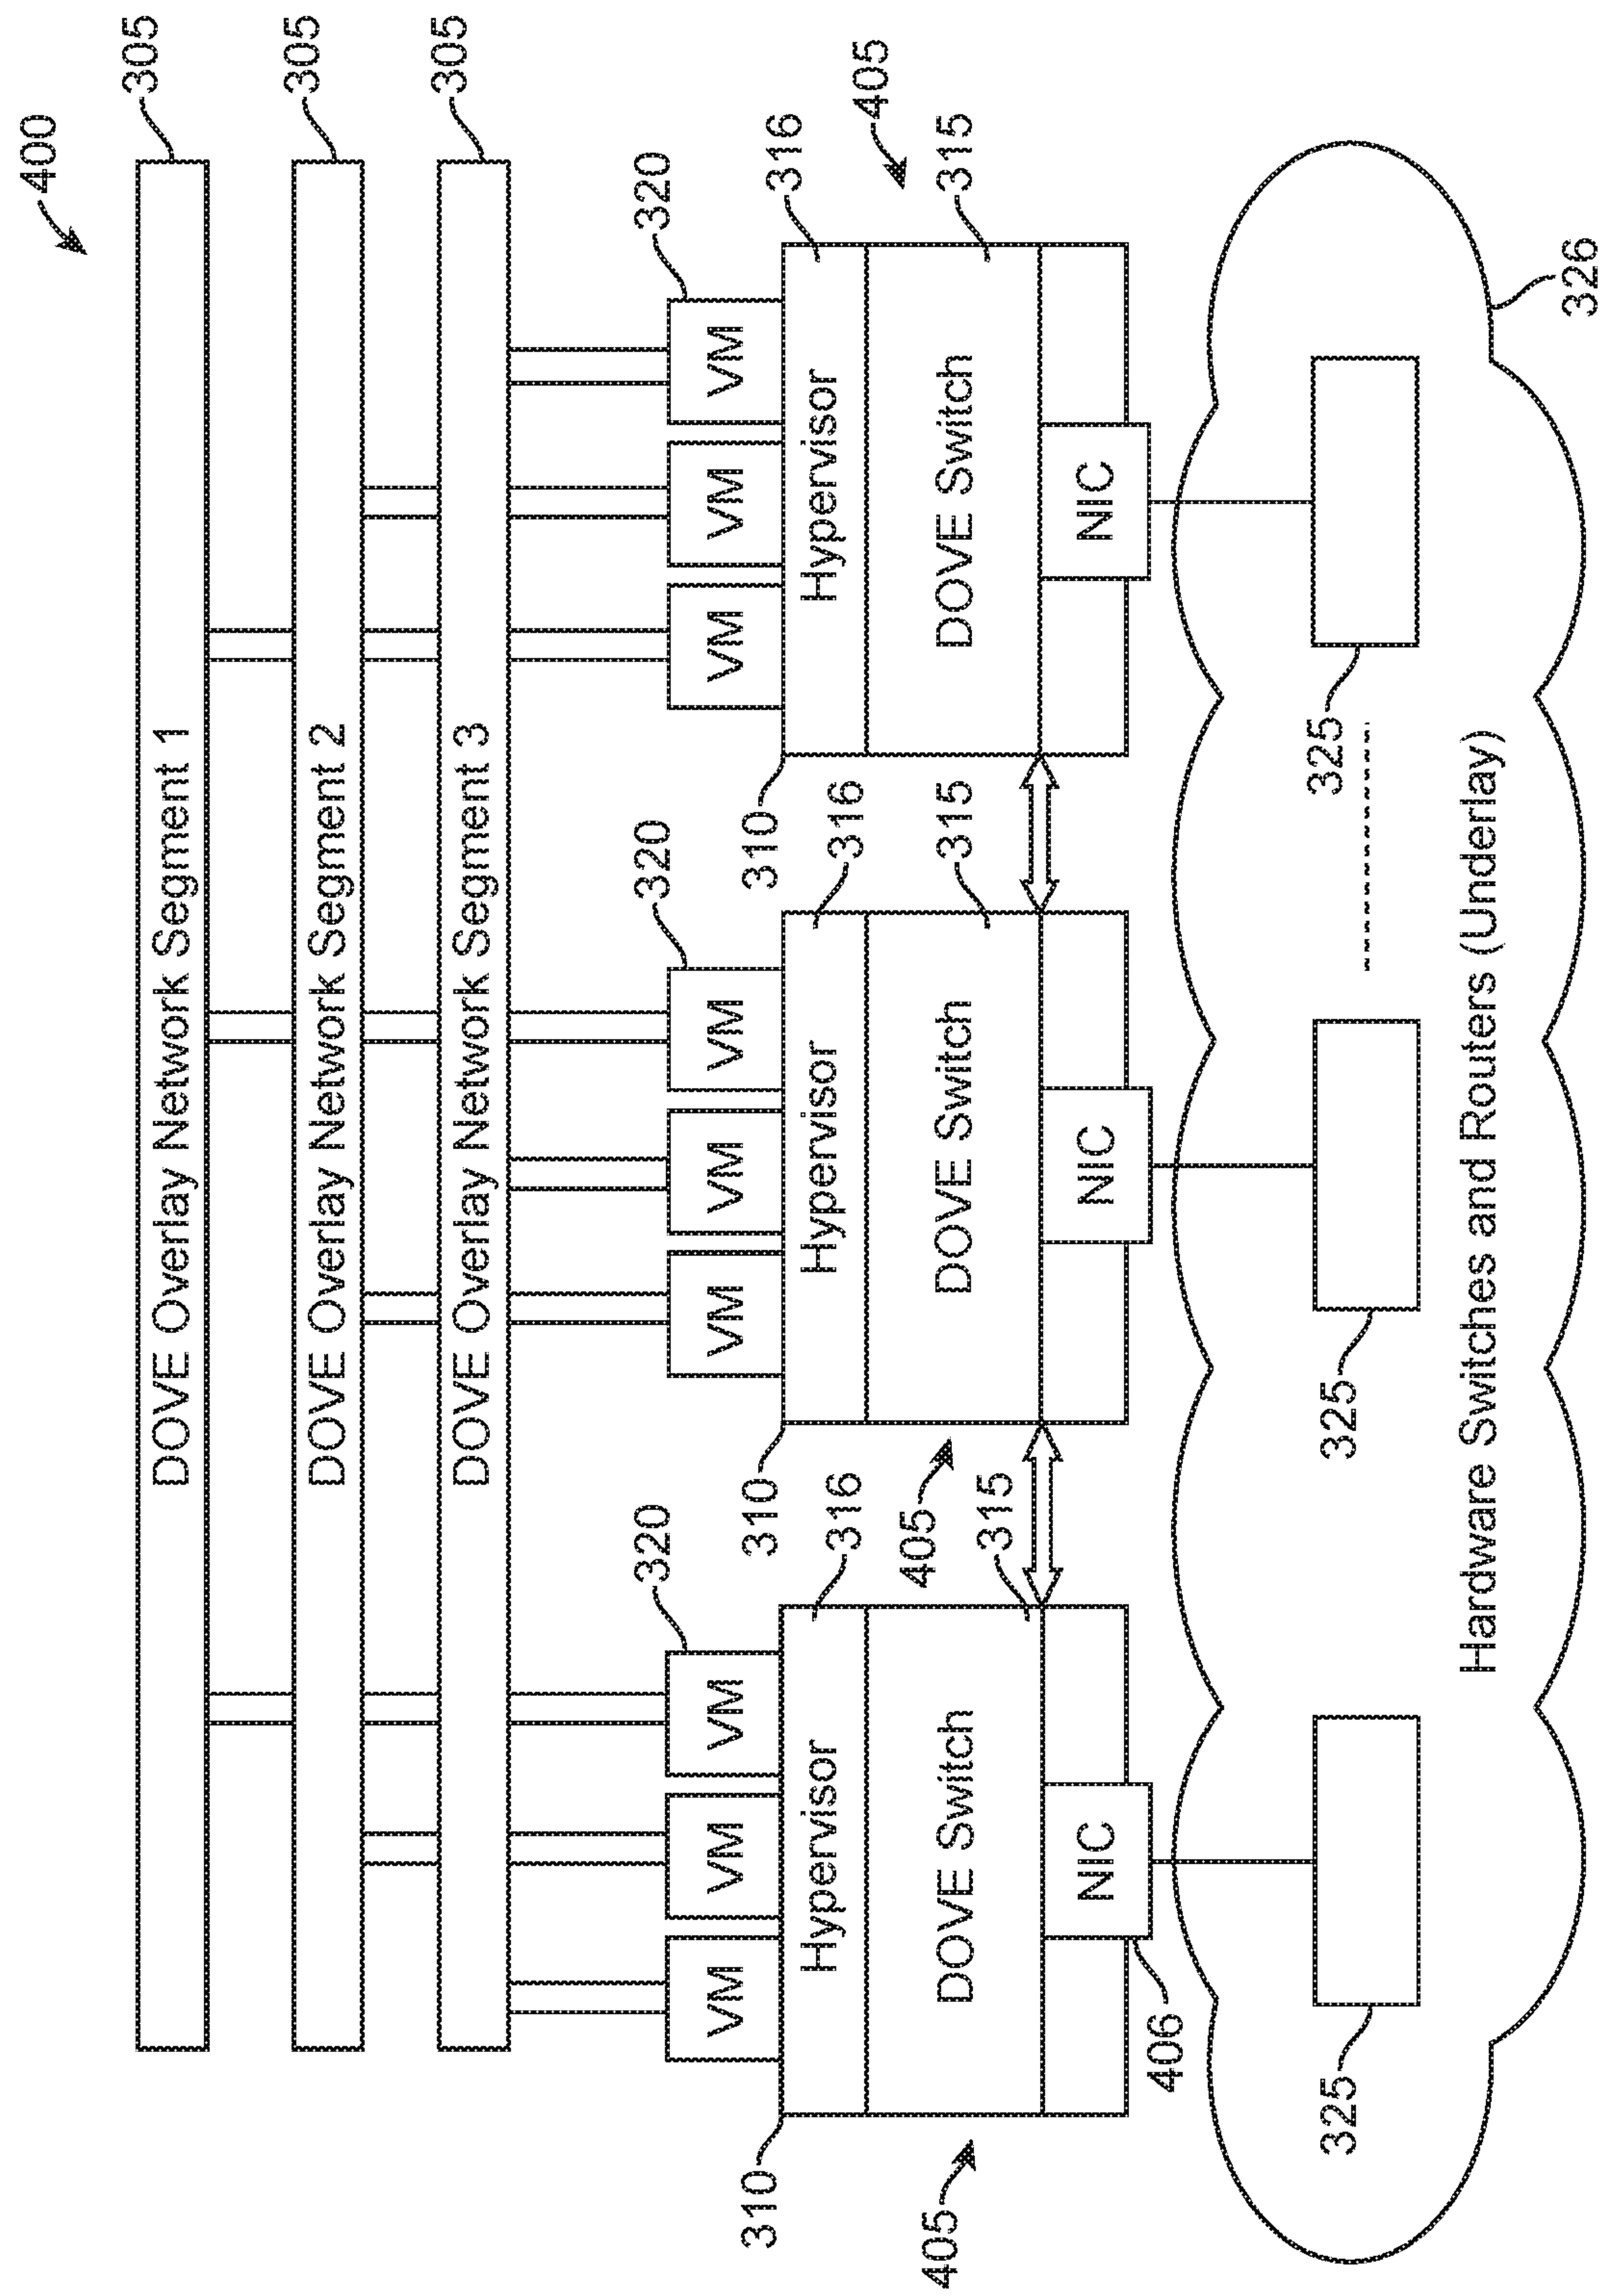 400
DOVE Overlay Network Segment 1
305
DOVE Overlay Network Segment 2
305
DOVE Overlay Network Segment 3
305
320
320
320
VM
VM
VM
VM
VM
VM
VM
VM
VM
310
310
310
Hypervisor
316
Hypervisor
316
Hypervisor
316
405
405
405
DOVE Switch
315
DOVE Switch
315
DOVE Switch
315
NIC
NIC
NIC
406
325
325
325
Hardware Switches and Routers (Underlay)
326